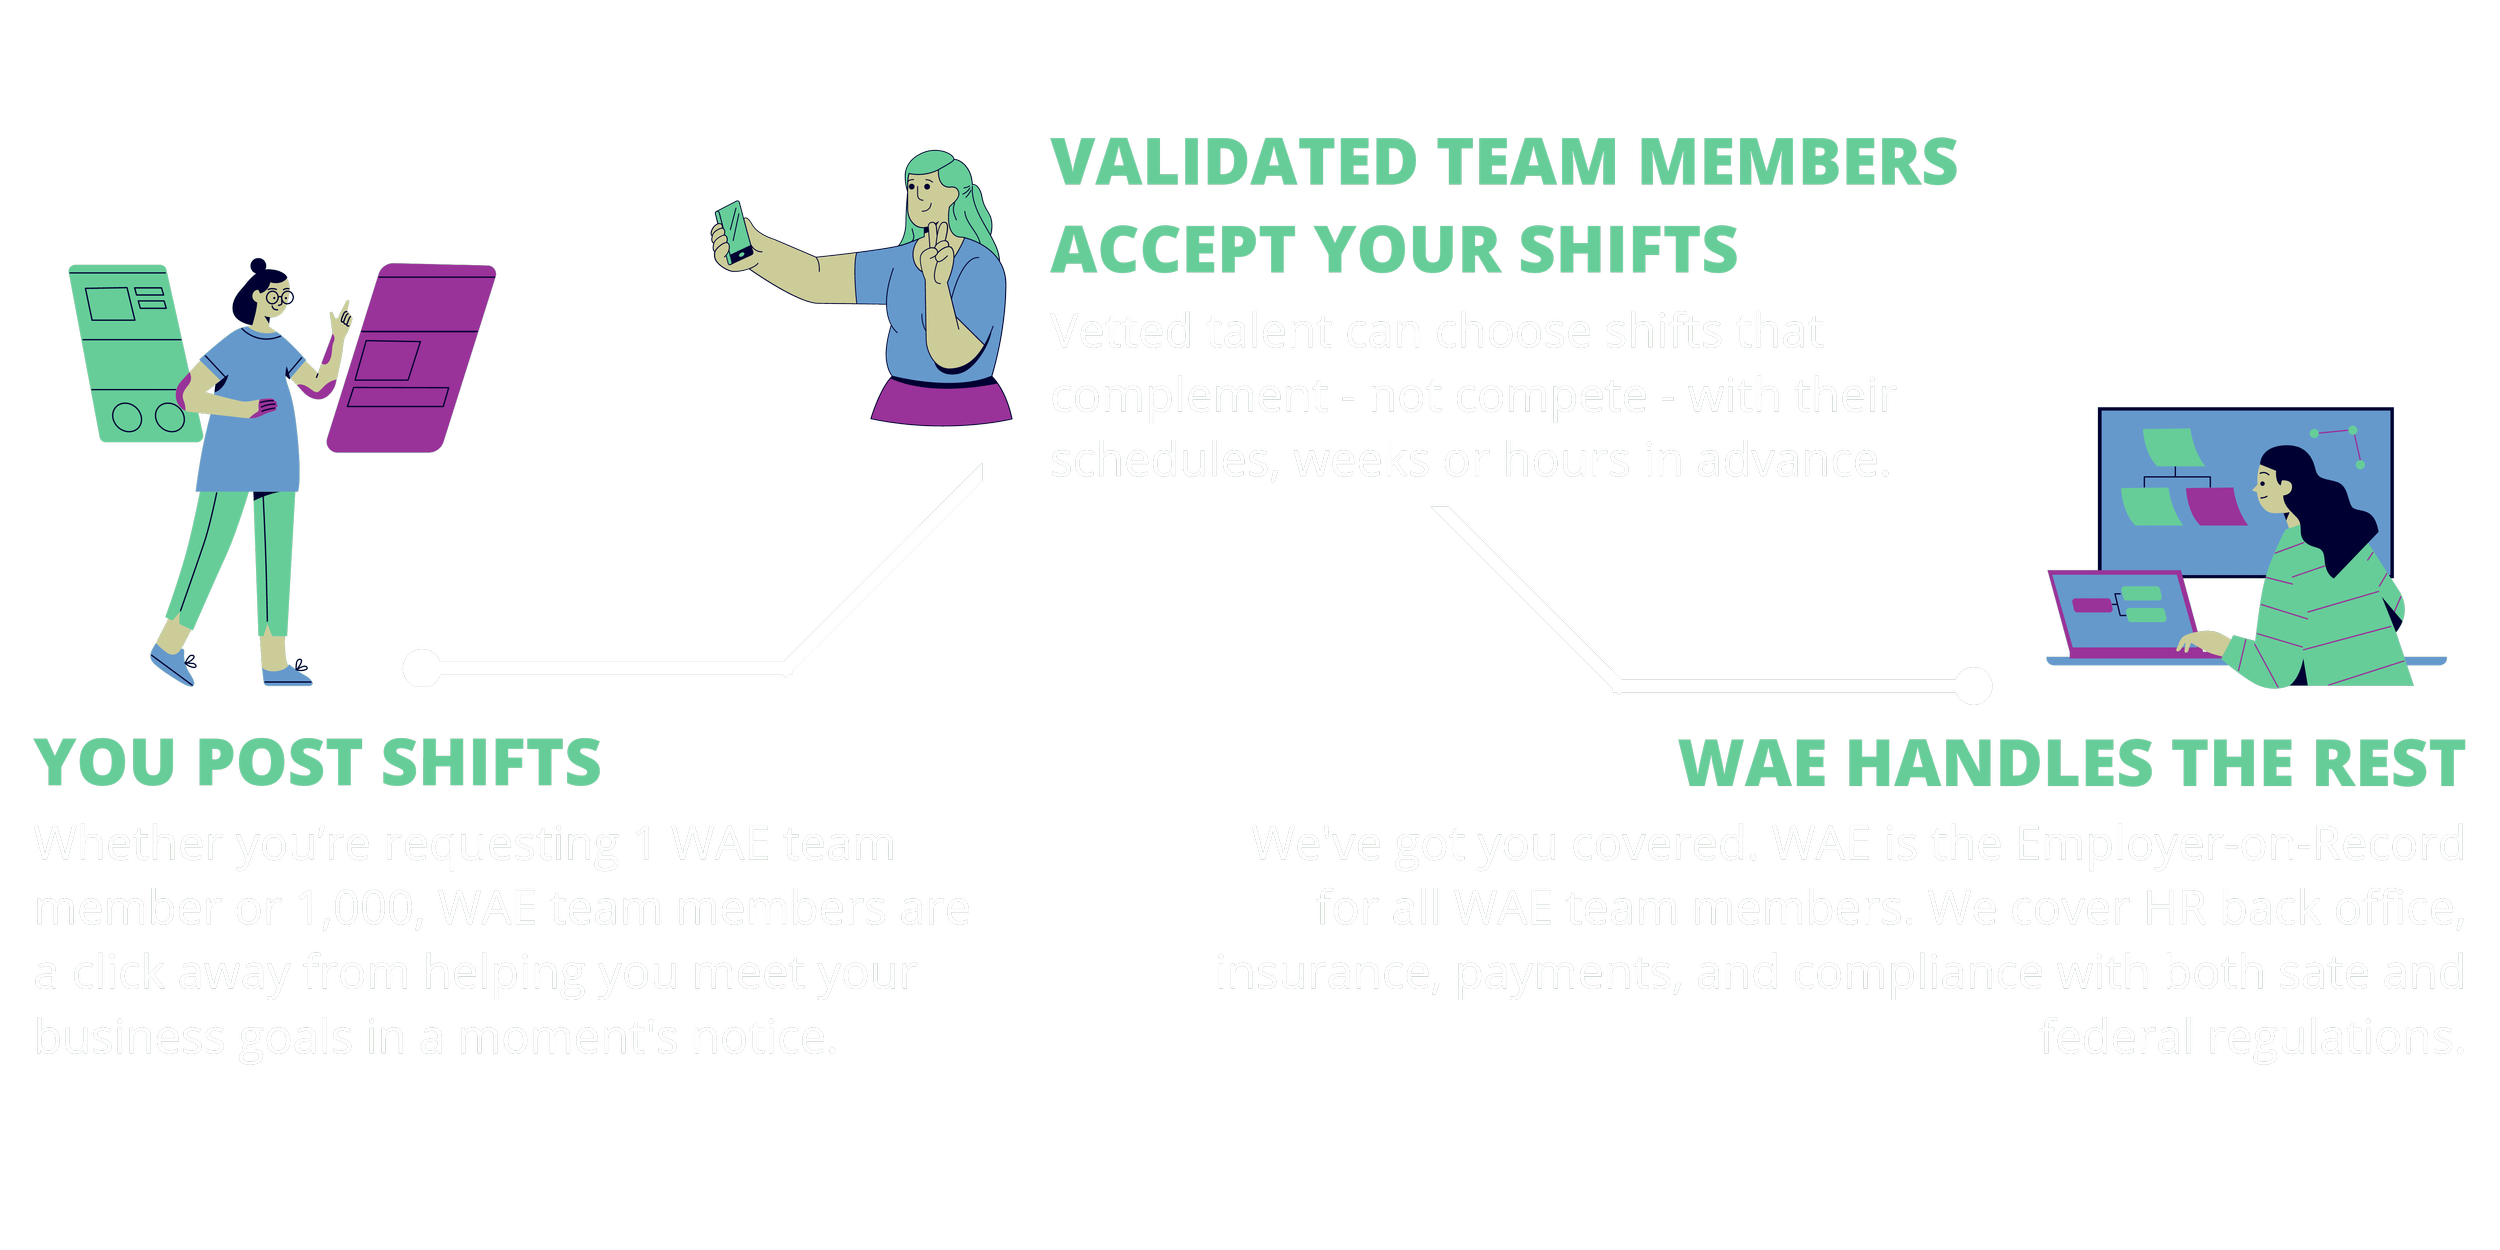 VALIDATED TEAM MEMBERS
ACCEPT YOUR SHIFTS
Vetted talent can choose shifts that
complement - not compete - with their
schedules, weeks or hours in advance.
YOU POST SHIFTS
Whether you’re requesting 1 WAE team
member or 1,000, WAE team members are
a click away from helping you meet your
business goals in a moment's notice.
WAE HANDLES THE REST
We've got you covered. WAE is the Employer-on-Record
for all WAE team members. We cover HR back office,
insurance, payments, and compliance with both sate and
federal regulations.